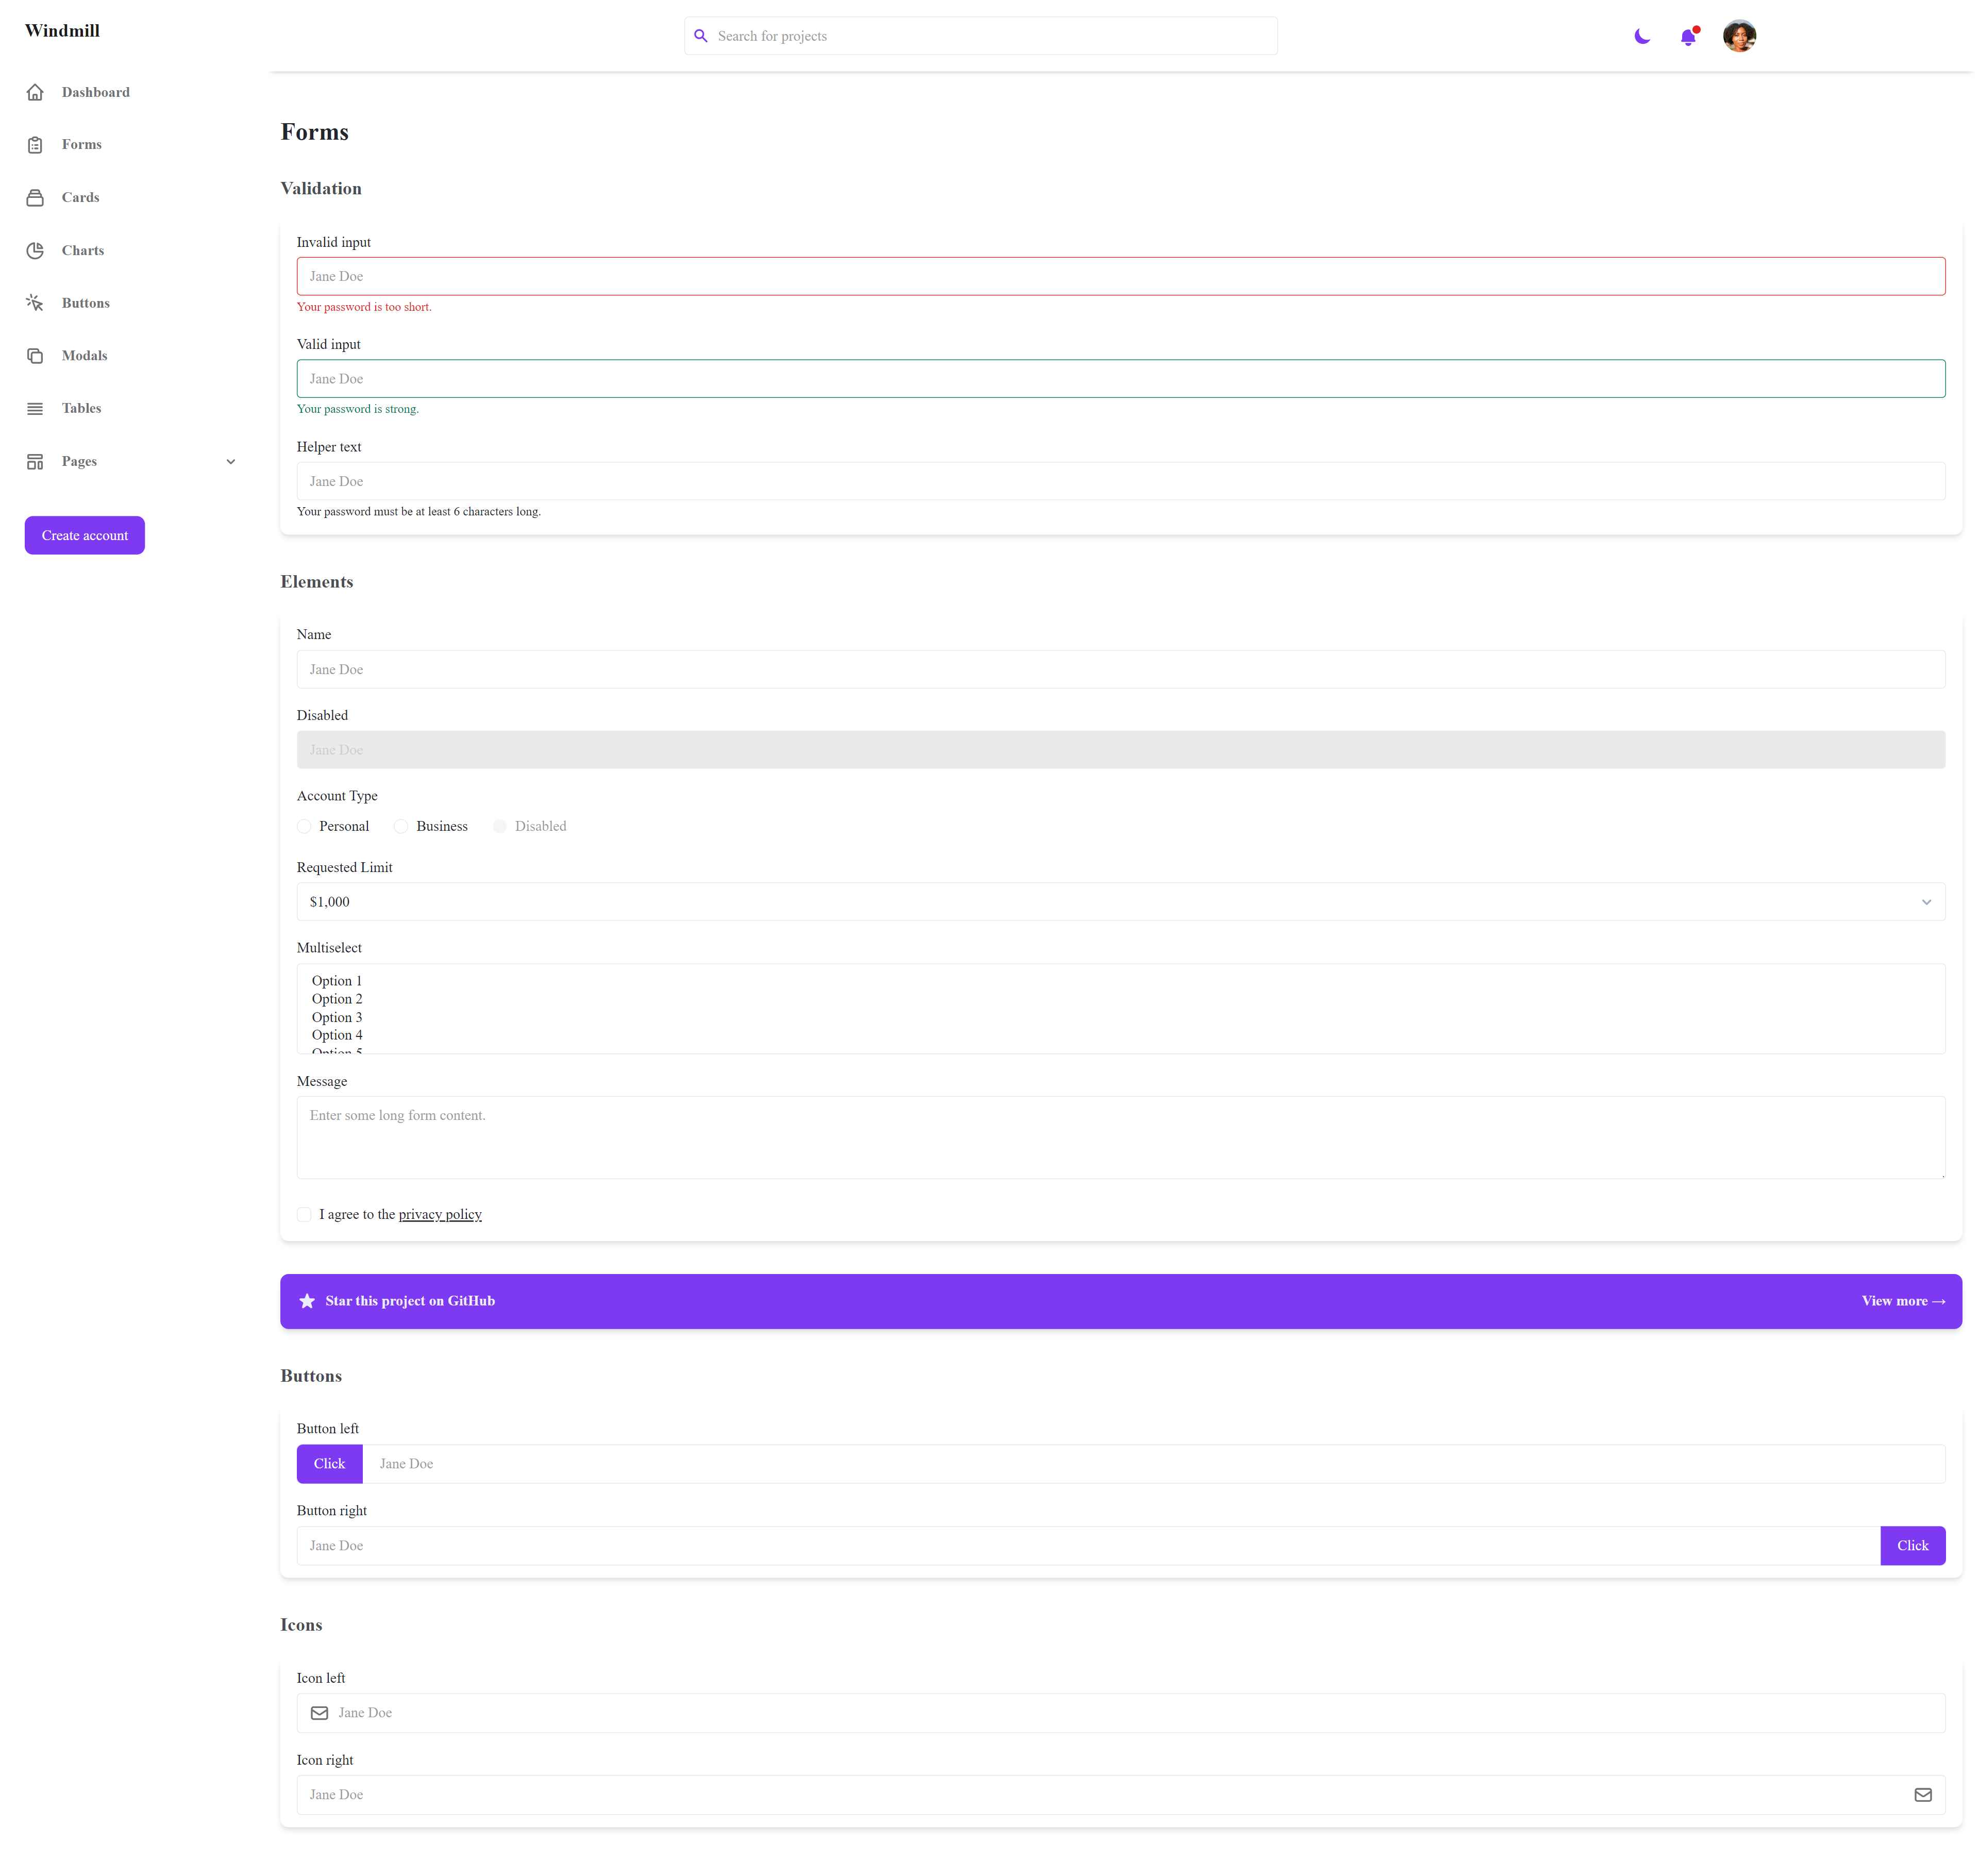 Windmill
Search for projects
Dashboard
Forms
Cards
Charts
Buttons
Modals
Tables
Pages
Create account
Forms
Validation
Invalid input
Jane Doe
Your password is too short.
Valid input
Jane Doe
Your password is strong.
Helper text
Jane Doe
Your password must be at least 6 characters long.
Elements
Name
Jane Doe
Disabled
Jane Doe
Account Type
Personal Business Disabled
Requested Limit
$1,000
Multiselect
Option 1
Option 2
Option 3
Option 4
Option 5
Message
Enter some long form content.
I agree to the privacy policy
Star this project on GitHub View more →
Buttons
Button left
Click Jane Doe
Button right
Jane Doe Click
Icons
Icon left
Jane Doe
Icon right
Jane Doe